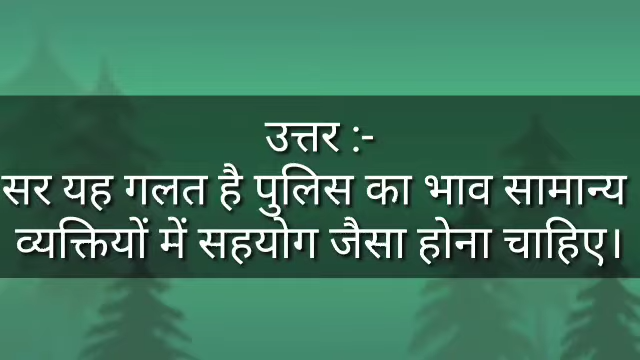 उत्तर :-
सर यह गलत है पुलिस का भाव सामान्य
व्यक्तियों में सहयोग जैसा होना चाहिए।